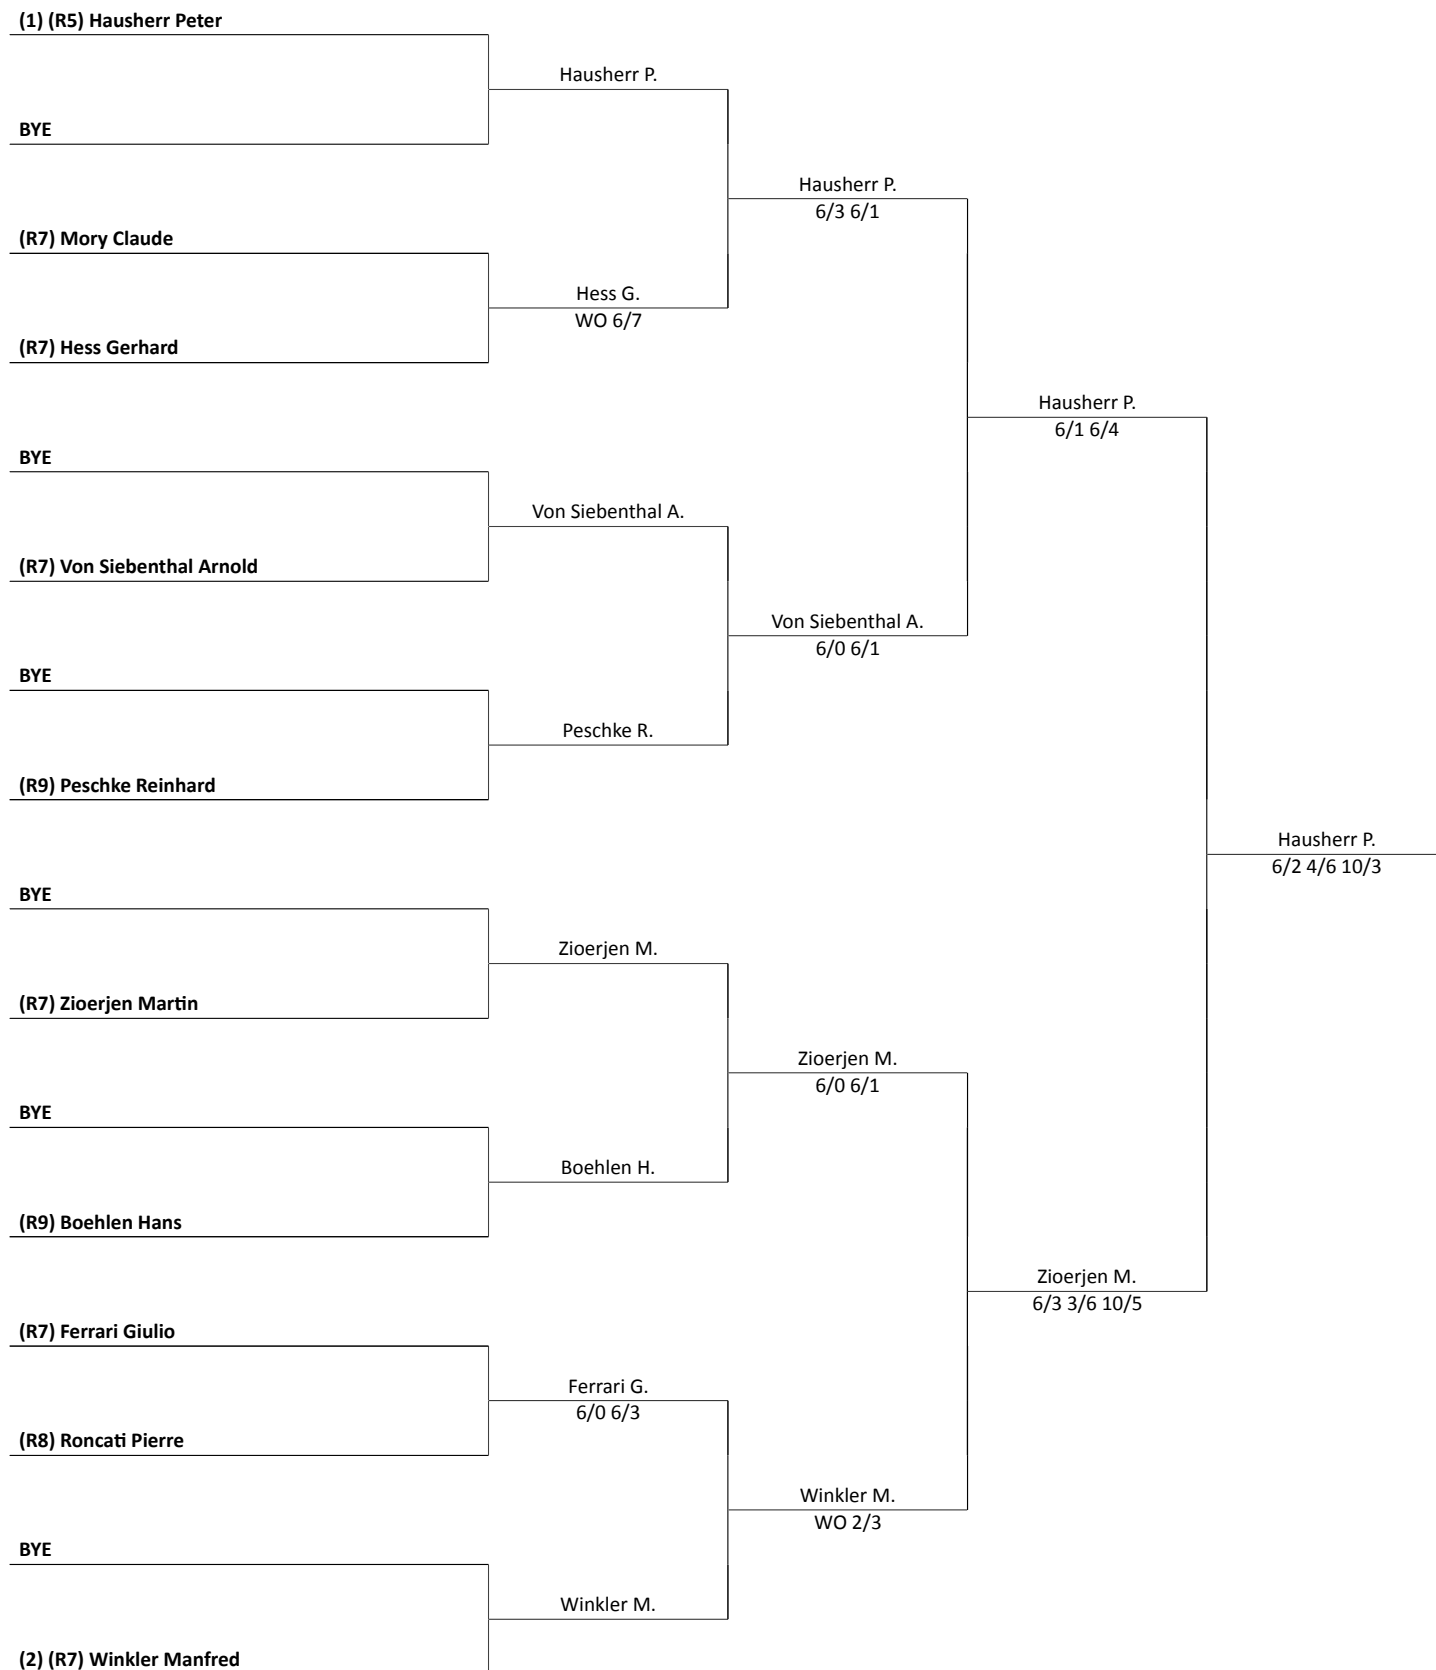 (1) (R5) Hausherr Peter
Hausherr P.
BYE
Hausherr P.
6/3 6/1
(R7) Mory Claude
Hess G.
WO 6/7
(R7) Hess Gerhard
Hausherr P.
6/1 6/4
BYE
Von Siebenthal A.
(R7) Von Siebenthal Arnold
Von Siebenthal A.
6/0 6/1
BYE
Peschke R.
(R9) Peschke Reinhard
Hausherr P.
6/2 4/6 10/3
BYE
Zioerjen M.
(R7) Zioerjen Martin
Zioerjen M.
6/0 6/1
BYE
Boehlen H.
(R9) Boehlen Hans
Zioerjen M.
6/3 3/6 10/5
(R7) Ferrari Giulio
Ferrari G.
6/0 6/3
(R8) Roncati Pierre
Winkler M.
WO 2/3
BYE
Winkler M.
(2) (R7) Winkler Manfred